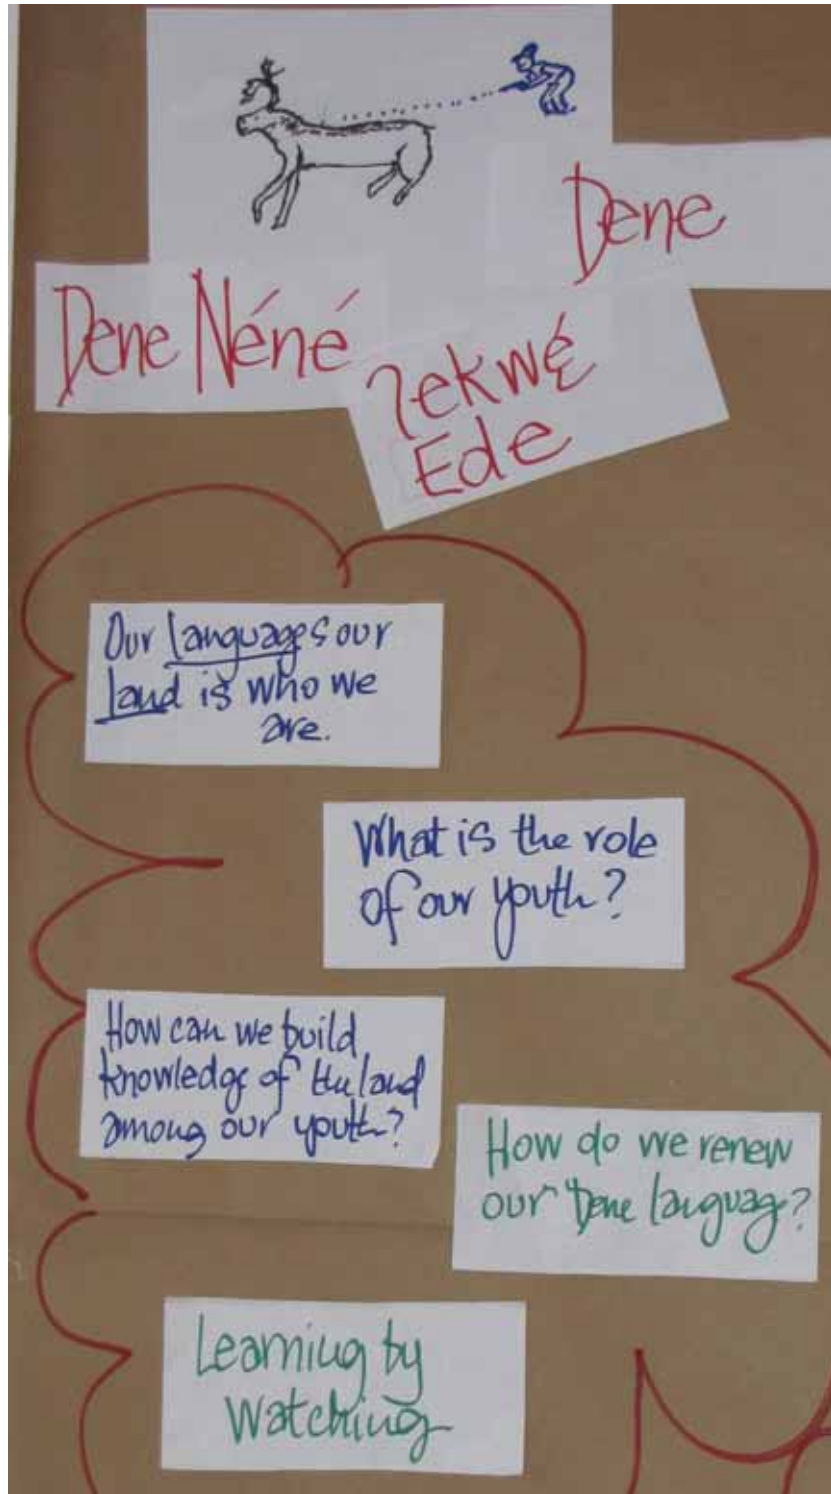 Dene
Dene Néné
Ɂekwę́
Ede
Our languages our
land is who we
are.
What is the role
of our youth?
How can we build
knowledge of the land
among our youth?
How do we renew
our Dene language?
Learning by
Watching